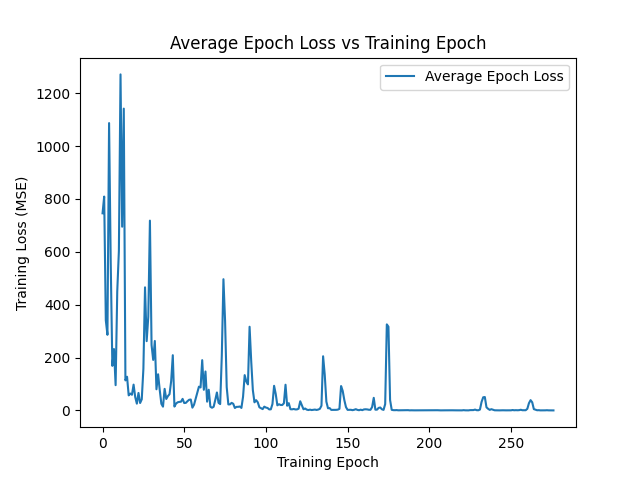 Average Epoch Loss vs Training Epoch
Average Epoch Loss
Training Loss (MSE)
1200
1000
800
600
400
200
0
0 50 100 150 200 250
Training Epoch